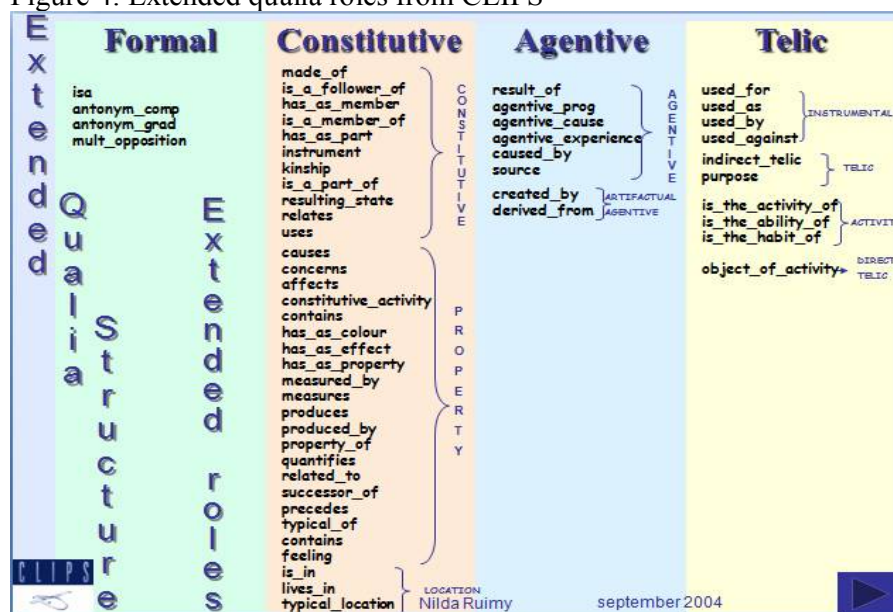 Figure 4. Extended qualia roles from CLIPS
Extended
Qualia
Structure
Extended roles
Formal
isa
antonym_comp
antonym_grad
mult_opposition
Constitutive
made_of
is_a_follower_of
has_as_member
is_a_member_of
has_as_part
instrument
kinship
is_a_part_of
resulting_state
relates
uses
CONSTITUTIVE
causes
concerns
affects
constitutive_activity
contains
has_as_colour
has_as_effect
has_as_property
measured_by
measures
produces
produced_by
property_of
quantifies
related_to
successor_of
precedes
typical_of
contains
feeling
PROPERTY
is_in
lives_in
typical_location
LOCATION
Agentive
result_of
agentive_prog
agentive_cause
agentive_experience
caused_by
source
AGENTIVE
created_by
derived_from
ARTIFACTUAL
AGENTIVE
Telic
used_for
used_as
used_by
used_against
INSTRUMENTAL
indirect_telic
purpose
TELIC
is_the_activity_of
is_the_ability_of
is_the_habit_of
ACTIVIT
object_of_activity
DIRECT
TELIC
CLIPS
Nilda Ruimy
september 2004